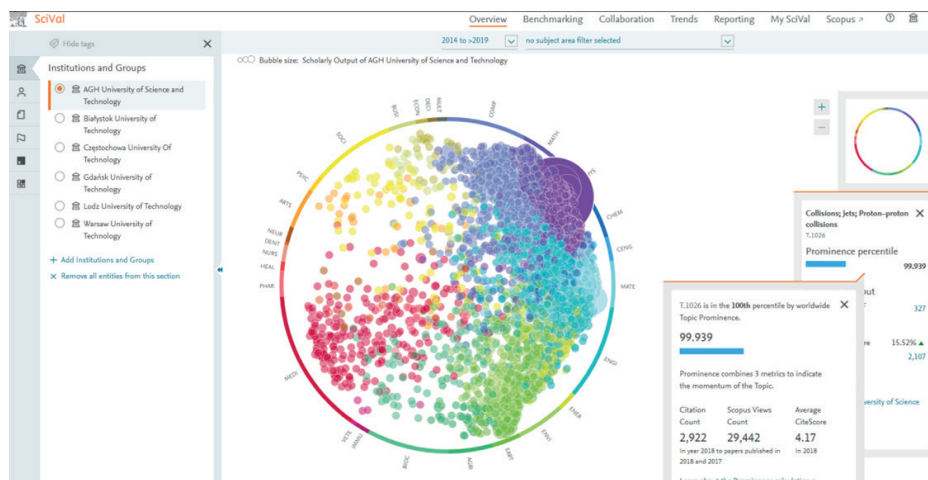 SciVal
Overview Benchmarking Collaboration Trends Reporting My SciVal Scopus ↗
Hide tags
2014 to >2019 no subject area filter selected
Institutions and Groups
AGH University of Science and
Technology
Białystok University of
Technology
Częstochowa University Of
Technology
Gdańsk University of
Technology
Lodz University of Technology
Warsaw University of
Technology
+ Add Institutions and Groups
× Remove all entities from this section
Bubble size: Scholarly Output of AGH University of Science and Technology
COMP
MATH
YS
CHEM
CENG
MATE
ENGI
ENER
ENVI
EART
AGRI
BIOC
IMMU
VETE
MEDI
PHAR
HEAL
NURS
DENT
NEUR
ARTS
PSYC
SOCI
BUSI
ECON
DECI
MULT
Collisions; Jets; Proton–proton
collisions
T.1026
Prominence percentile
99.939
out
327
re 15.52% ▲
2,107
versity of Science
T.1026 is in the 100th percentile by worldwide
Topic Prominence.
99.939
Prominence combines 3 metrics to indicate
the momentum of the Topic.
Citation Scopus Views Average
Count Count CiteScore
2,922 29,442 4.17
In year 2018 to papers published in In 2018
2018 and 2017